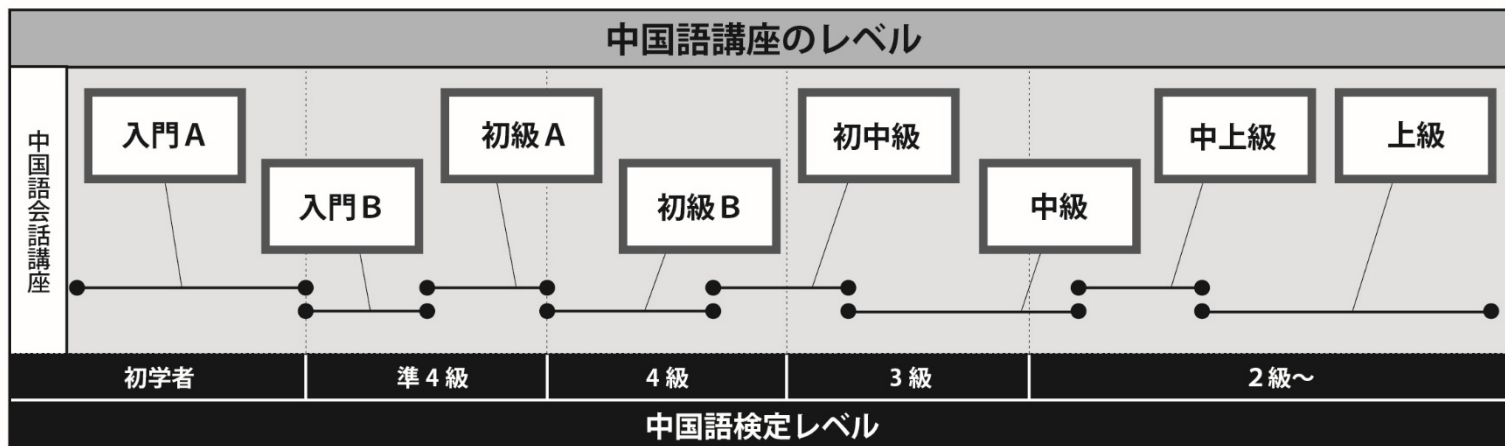 中国語講座のレベル
中国語会話講座
入門A
入門B
初級A
初級B
初中級
中級
中上級
上級
初学者
準4級
4級
3級
2級～
中国語検定レベル